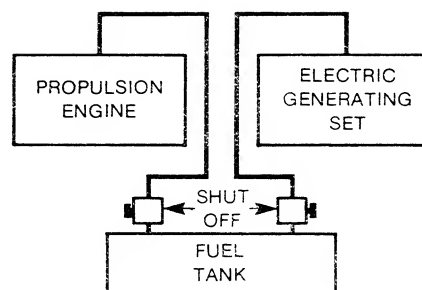 PROPULSION
ENGINE
ELECTRIC
GENERATING
SET
SHUT
OFF
FUEL
TANK